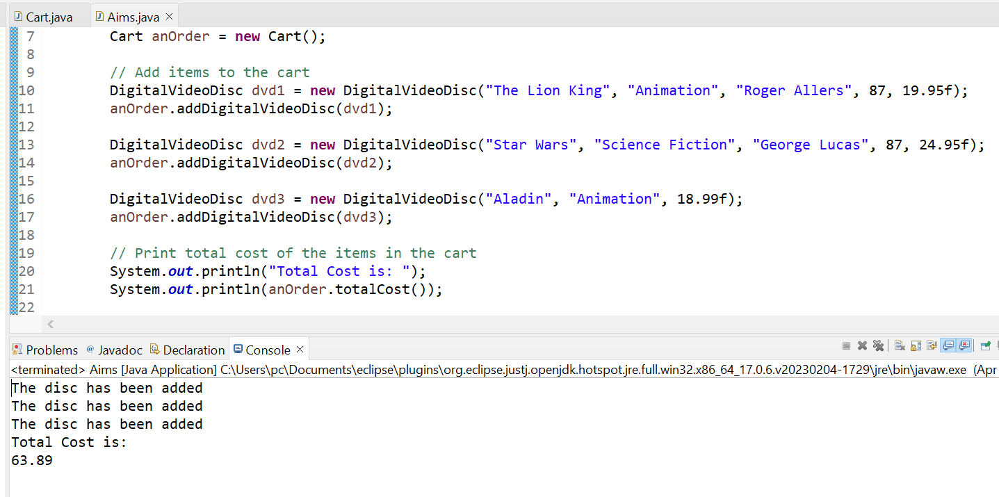 Cart.java Aims.java
7 Cart anOrder = new Cart();
8
9 // Add items to the cart
10 DigitalVideoDisc dvd1 = new DigitalVideoDisc("The Lion King", "Animation", "Roger Allers", 87, 19.95f);
11 anOrder.addDigitalVideoDisc(dvd1);
12
13 DigitalVideoDisc dvd2 = new DigitalVideoDisc("Star Wars", "Science Fiction", "George Lucas", 87, 24.95f);
14 anOrder.addDigitalVideoDisc(dvd2);
15
16 DigitalVideoDisc dvd3 = new DigitalVideoDisc("Aladin", "Animation", 18.99f);
17 anOrder.addDigitalVideoDisc(dvd3);
18
19 // Print total cost of the items in the cart
20 System.out.println("Total Cost is: ");
21 System.out.println(anOrder.totalCost());
22
Problems @ Javadoc Declaration Console
<terminated> Aims [Java Application] C:\Users\pc\Documents\eclipse\plugins\org.eclipse.justj.openjdk.hotspot.jre.full.win32.x86_64_17.0.6.v20230204-1729\jre\bin\javaw.exe (Apr
The disc has been added
The disc has been added
The disc has been added
Total Cost is:
63.89